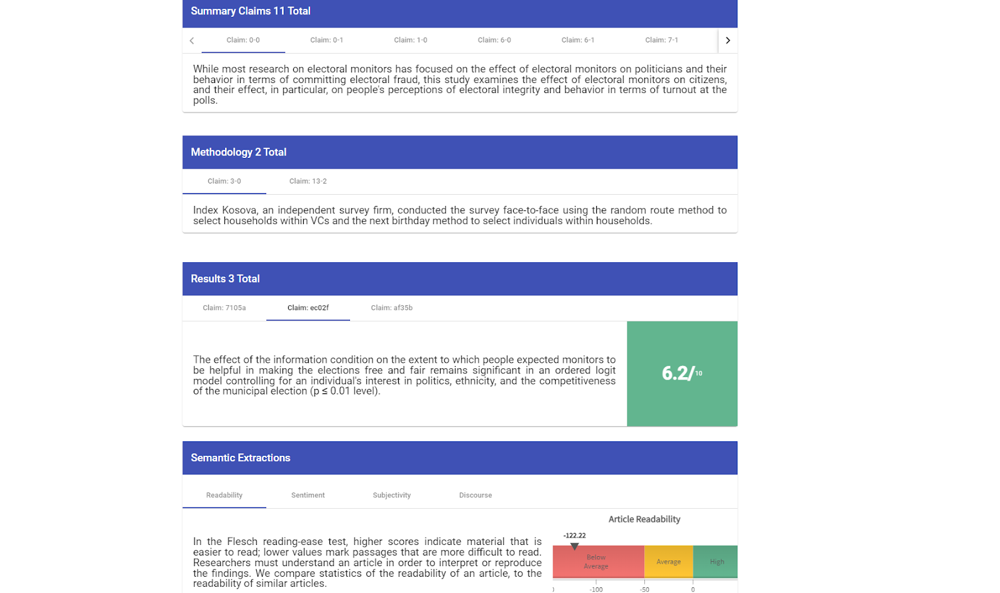 Summary Claims 11 Total
Claim: 0-0 Claim: 0-1 Claim: 1-0 Claim: 6-0 Claim: 6-1 Claim: 7-1
While most research on electoral monitors has focused on the effect of electoral monitors on politicians and their
behavior in terms of committing electoral fraud, this study examines the effect of electoral monitors on citizens,
and their effect, in particular, on people's perceptions of electoral integrity and behavior in terms of turnout at the
polls.
Methodology 2 Total
Claim: 3-0 Claim: 13-2
Index Kosova, an independent survey firm, conducted the survey face-to-face using the random route method to
select households within VCs and the next birthday method to select individuals within households.
Results 3 Total
Claim: 7105a Claim: ec02f Claim: af35b
The effect of the information condition on the extent to which people expected monitors to
be helpful in making the elections free and fair remains significant in an ordered logit
model controlling for an individual's interest in politics, ethnicity, and the competitiveness
of the municipal election (p ≤ 0.01 level).
6.2/10
Semantic Extractions
Readability Sentiment Subjectivity Discourse
In the Flesch reading-ease test, higher scores indicate material that is
easier to read; lower values mark passages that are more difficult to read.
Researchers must understand an article in order to interpret or reproduce
the findings. We compare statistics of the readability of an article, to the
readability of similar articles.
Article Readability
-122.22
Below
Average
Average
High
-100 -50 0